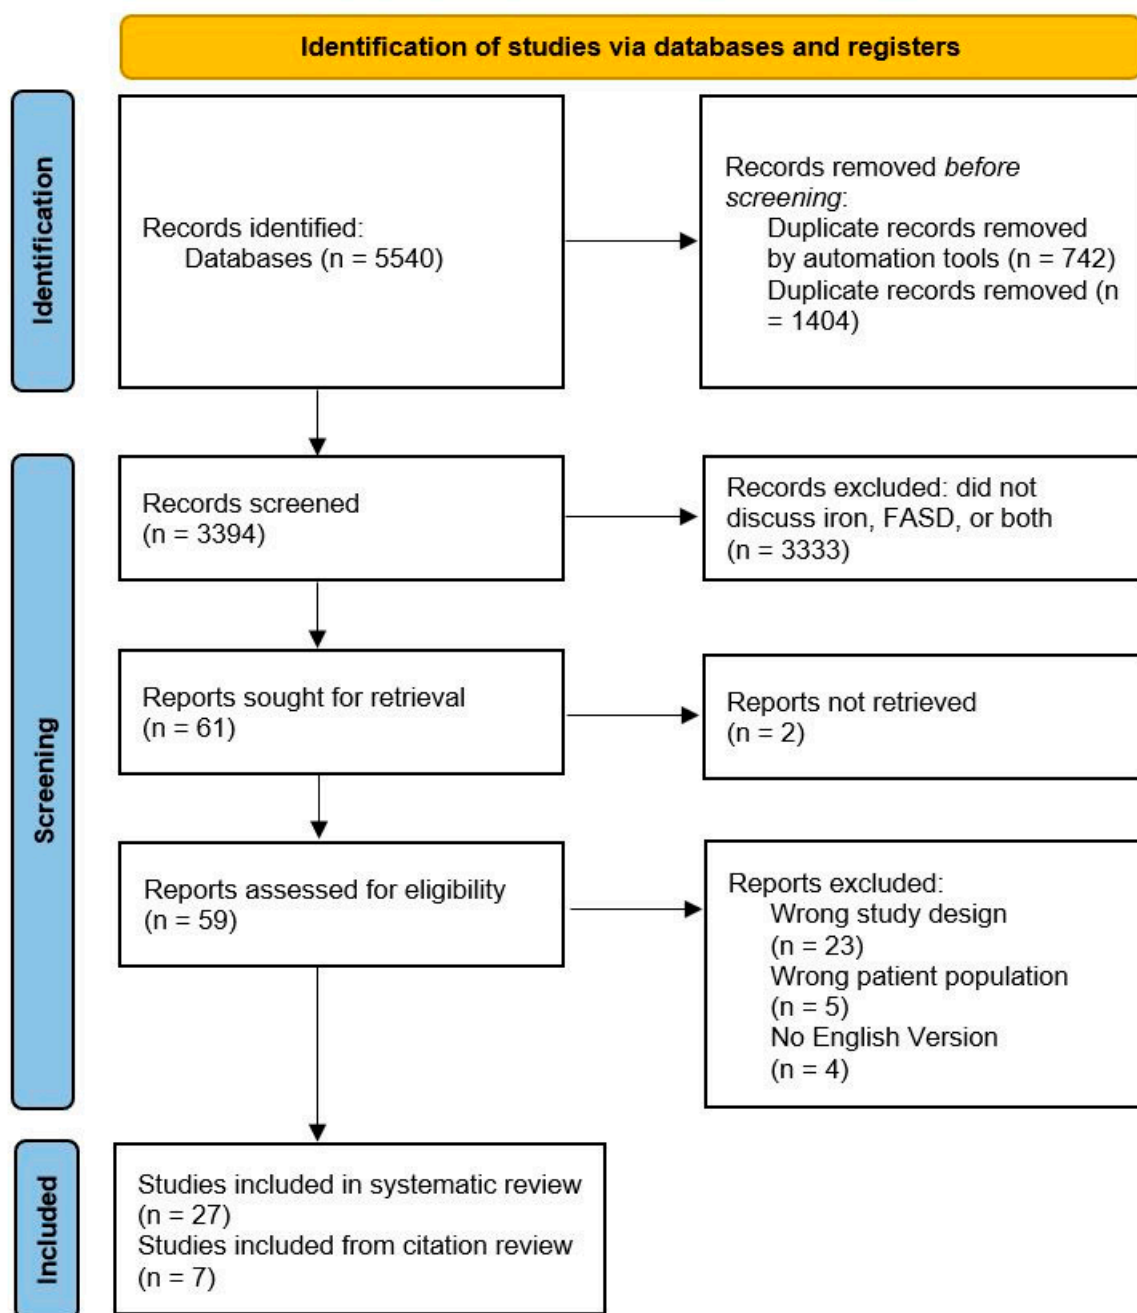 Identification of studies via databases and registers
Identification
Records identified:
Databases (n = 5540)
Records removed before
screening:
Duplicate records removed
by automation tools (n = 742)
Duplicate records removed (n
= 1404)
Screening
Records screened
(n = 3394)
Records excluded: did not
discuss iron, FASD, or both
(n = 3333)
Reports sought for retrieval
(n = 61)
Reports not retrieved
(n = 2)
Reports assessed for eligibility
(n = 59)
Reports excluded:
Wrong study design
(n = 23)
Wrong patient population
(n = 5)
No English Version
(n = 4)
Included
Studies included in systematic review
(n = 27)
Studies included from citation review
(n = 7)